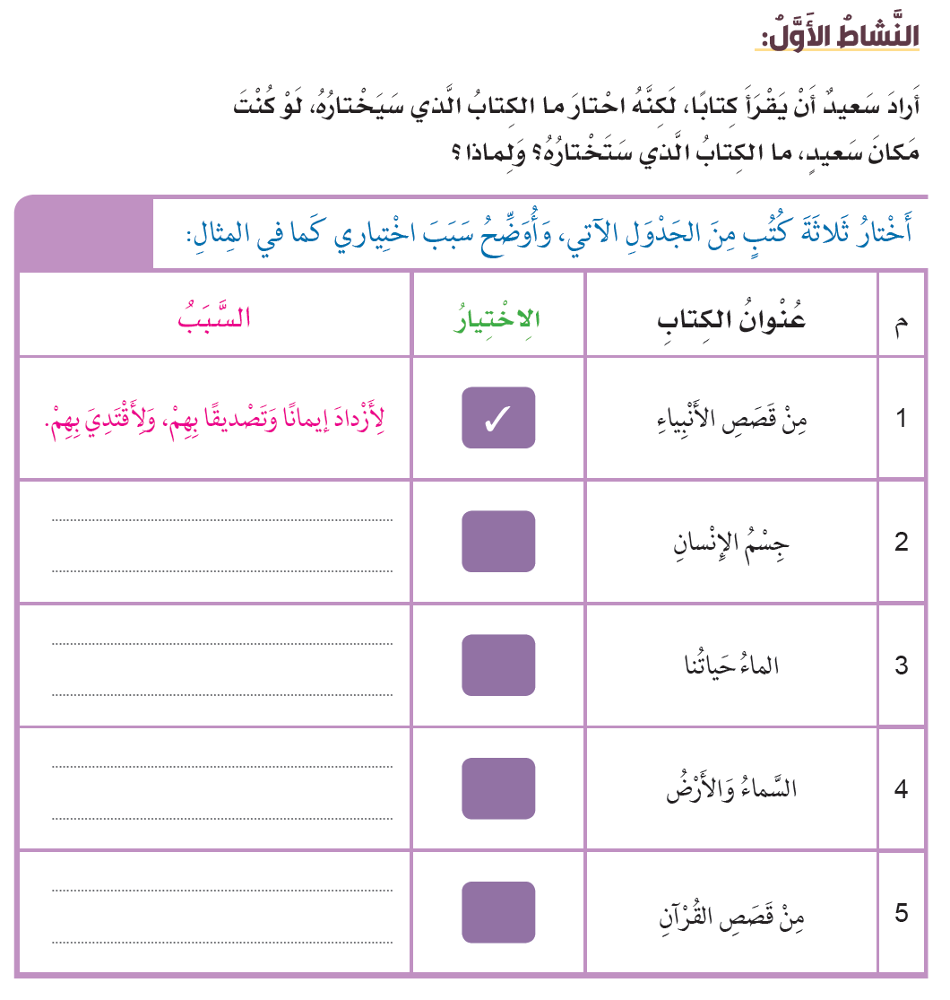 النَّشاطُ الأَوَّلُ:
أَرادَ سَعيدٌ أَنْ يَقْرَأَ كِتابًا، لَكِنَّهُ احْتارَ ما الكِتابُ الَّذي سَيَخْتارُهُ، لَوْ كُنْتَ
مَكانَ سَعيدٍ، ما الكِتابُ الَّذي سَتَخْتارُهُ؟ وَلِماذا؟
أَخْتارُ ثَلاثَةَ كُتُبٍ مِنَ الجَدْوَلِ الآتي، وَأُوَضِّحُ سَبَبَ اخْتِياري كَما في المِثالِ:
م عُنْوانُ الكِتابِ الِاخْتِيارُ السَّبَبُ
1 مِنْ قَصَصِ الأَنْبِياءِ ✓ لِأَزْدادَ إيمانًا وَتَصْديقًا بِهِمْ، وَلِأَقْتَدِيَ بِهِمْ.
2 جِسْمُ الإِنْسانِ
3 الماءُ حَياتُنا
4 السَّماءُ وَالأَرْضُ
5 مِنْ قَصَصِ القُرْآنِ